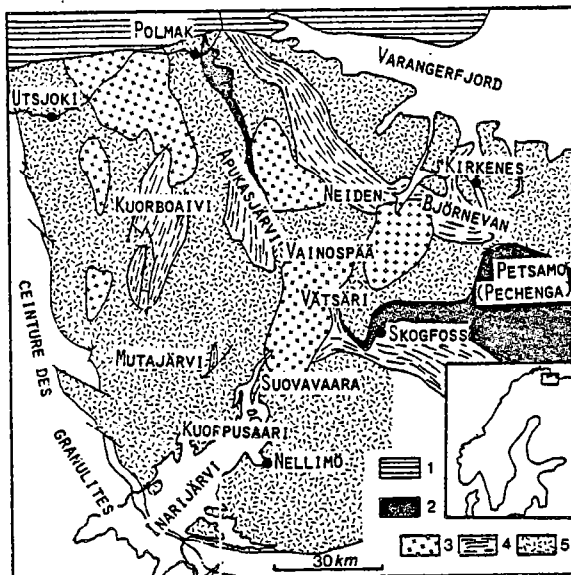 POLMAK
VARANGERFJORD
UTSJOKI
KIRKENES
APUKASJÄRVI
NEIDEN
BJÖRNEVAN
KUORBOAIVI
VAINOSPÄÄ
PETSAMO
(PECHENGA)
VÄTSÄRI
SKOGFOSS
CEINTURE DES
GRANULITES
MUTAJÄRVI
SUOVAVAARA
KUORPUSAARI
NELLIMÖ
INARIJÄRVI
1
2
3 4 5
30 km